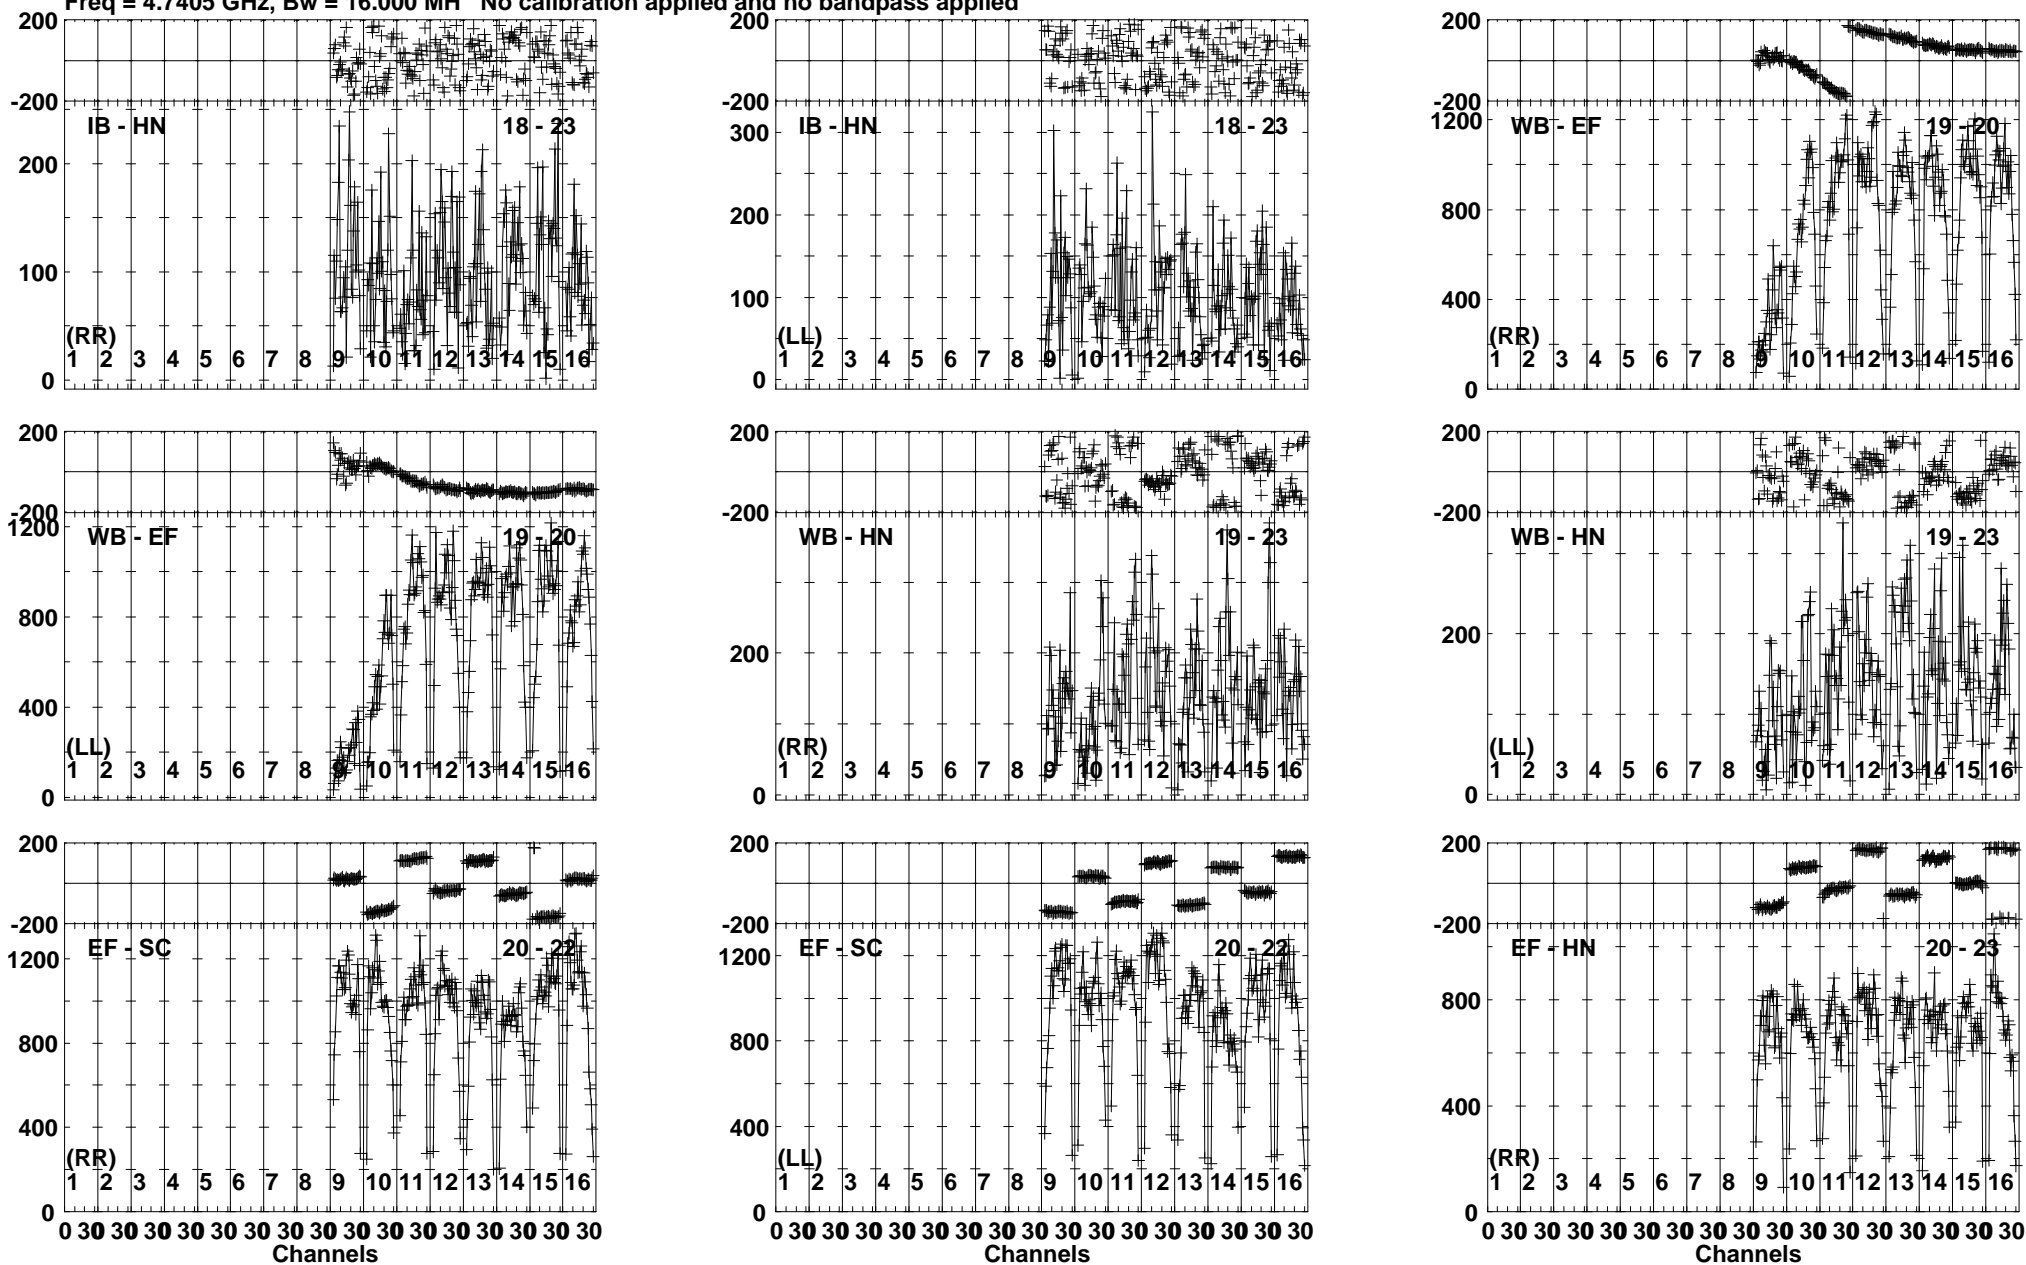 Freq = 4.7405 GHz, Bw = 16.000 MH No calibration applied and no bandpass applied
200 200 200
-200 -200 -200
IB - HN 18 - 23 IB - HN 18 - 23 WB - EF 19 - 20
300 1200
200 200 800
100 100 400
(RR) (LL) (RR)
1 2 3 4 5 6 7 8 9 10 11 12 13 14 15 16 1 2 3 4 5 6 7 8 9 10 11 12 13 14 15 16 1 2 3 4 5 6 7 8 9 10 11 12 13 14 15 16
0 0 0
200 200 200
-200 -200 -200
1200
WB - EF 19 - 20 WB - HN 19 - 23 WB - HN 19 - 23
800 200 200
400
(LL) (RR) (LL)
1 2 3 4 5 6 7 8 9 10 11 12 13 14 15 16 1 2 3 4 5 6 7 8 9 10 11 12 13 14 15 16 1 2 3 4 5 6 7 8 9 10 11 12 13 14 15 16
0 0 0
200 200 200
-200 -200 -200
EF - SC 20 - 22 EF - SC 20 - 22 EF - HN 20 - 23
1200 1200
800 800 800
400 400 400
(RR) (LL) (RR)
1 2 3 4 5 6 7 8 9 10 11 12 13 14 15 16 1 2 3 4 5 6 7 8 9 10 11 12 13 14 15 16 1 2 3 4 5 6 7 8 9 10 11 12 13 14 15 16
0 0 0
0 30 30 30 30 30 30 30 30 30 30 30 30 30 30 30 30 0 30 30 30 30 30 30 30 30 30 30 30 30 30 30 30 30 0 30 30 30 30 30 30 30 30 30 30 30 30 30 30 30 30
Channels Channels Channels